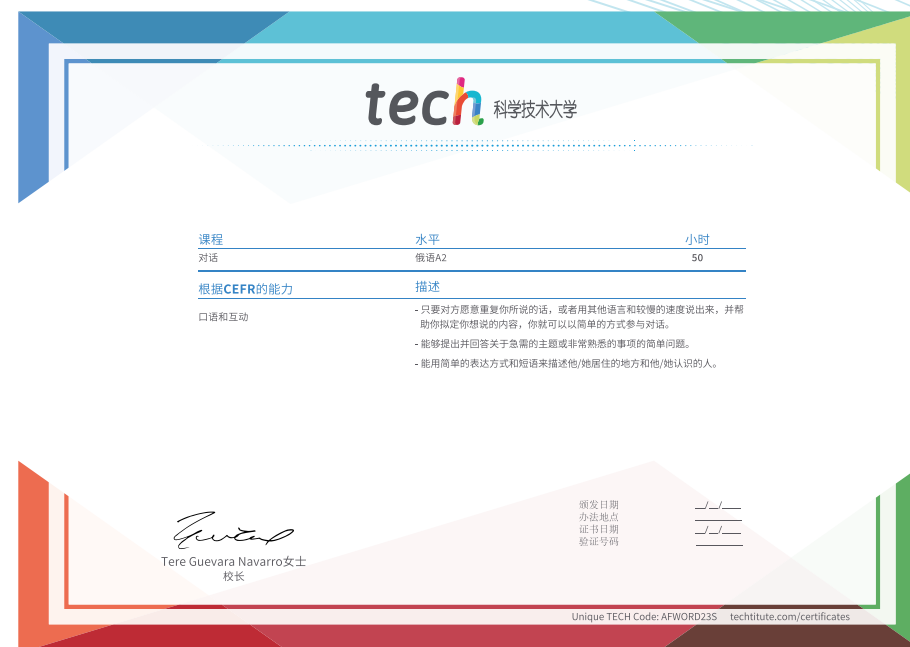 tech 科学技术大学
课程 水平 小时
对话 俄语A2 50
根据CEFR的能力 描述
口语和互动
- 只要对方愿意重复你所说的话，或者用其他语言和较慢的速度说出来，并帮
助你拟定你想说的内容，你就可以以简单的方式参与对话。
- 能够提出并回答关于急需的主题或非常熟悉的事项的简单问题。
- 能用简单的表达方式和短语来描述他/她居住的地方和他/她认识的人。
颁发日期 __/__/____
办法地点 ________
证书日期 __/__/____
验证号码 ________
Tere Guevara Navarro女士
校长
Unique TECH Code: AFWORD23S techtitute.com/certificates